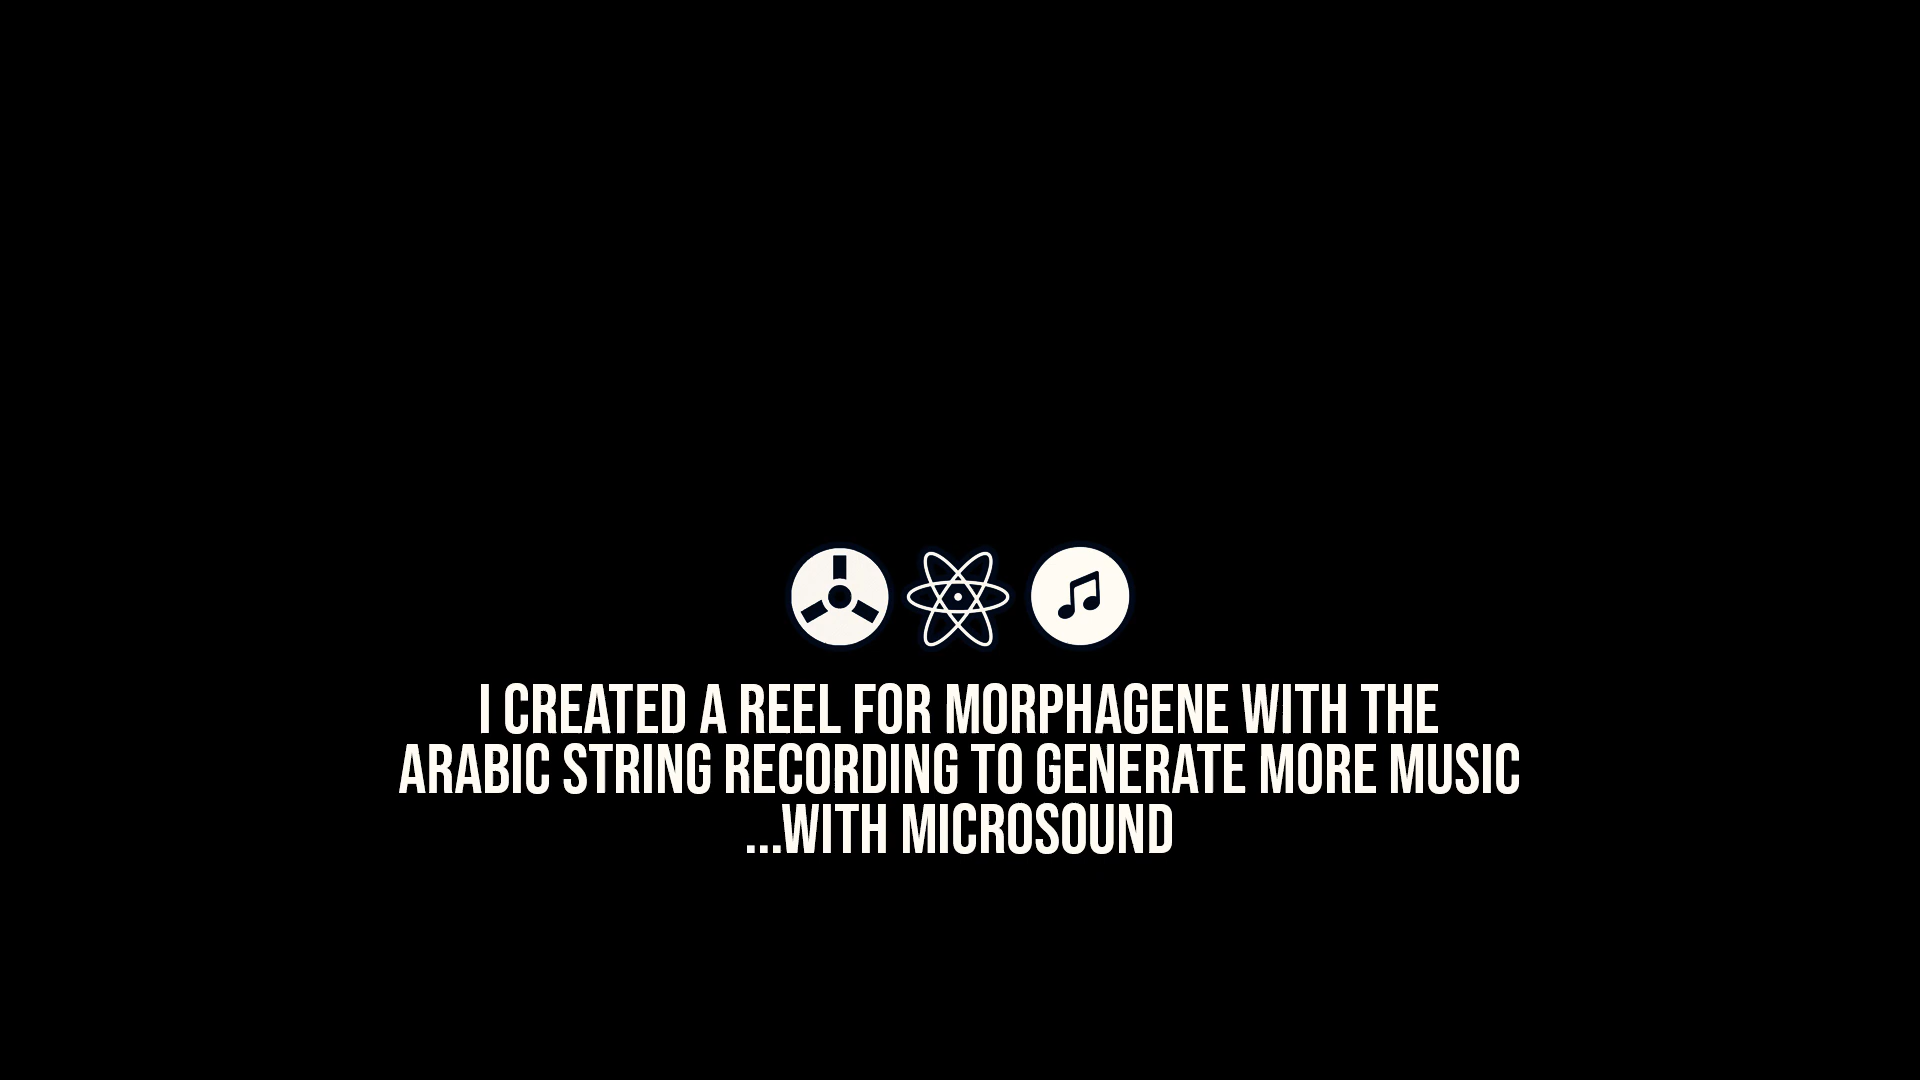 I CREATED A REEL FOR MORPHAGENE WITH THE
ARABIC STRING RECORDING TO GENERATE MORE MUSIC
...WITH MICROSOUND